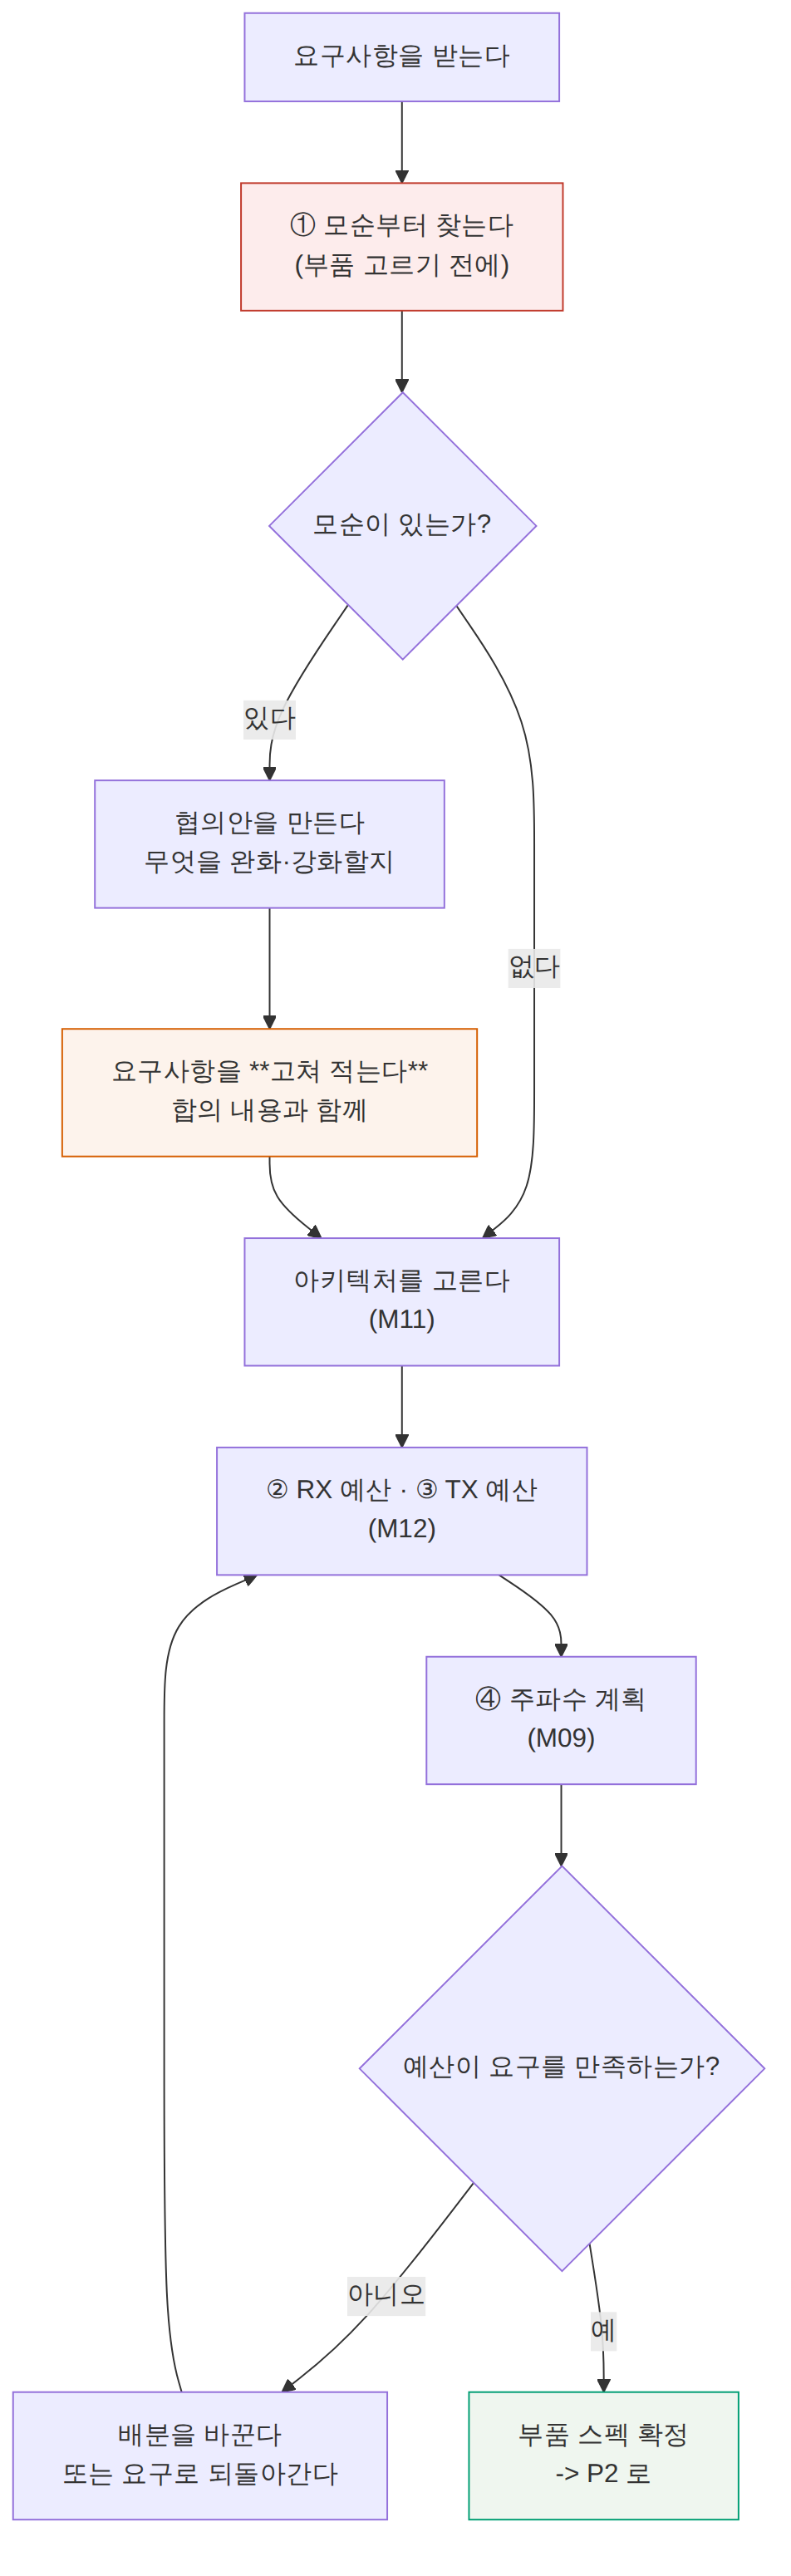 요구사항을 받는다
① 모순부터 찾는다
(부품 고르기 전에)
모순이 있는가?
있다
협의안을 만든다
무엇을 완화·강화할지
없다
요구사항을 **고쳐 적는다**
합의 내용과 함께
아키텍처를 고른다
(M11)
② RX 예산 · ③ TX 예산
(M12)
④ 주파수 계획
(M09)
예산이 요구를 만족하는가?
아니오
예
배분을 바꾼다
또는 요구로 되돌아간다
부품 스펙 확정
-> P2 로